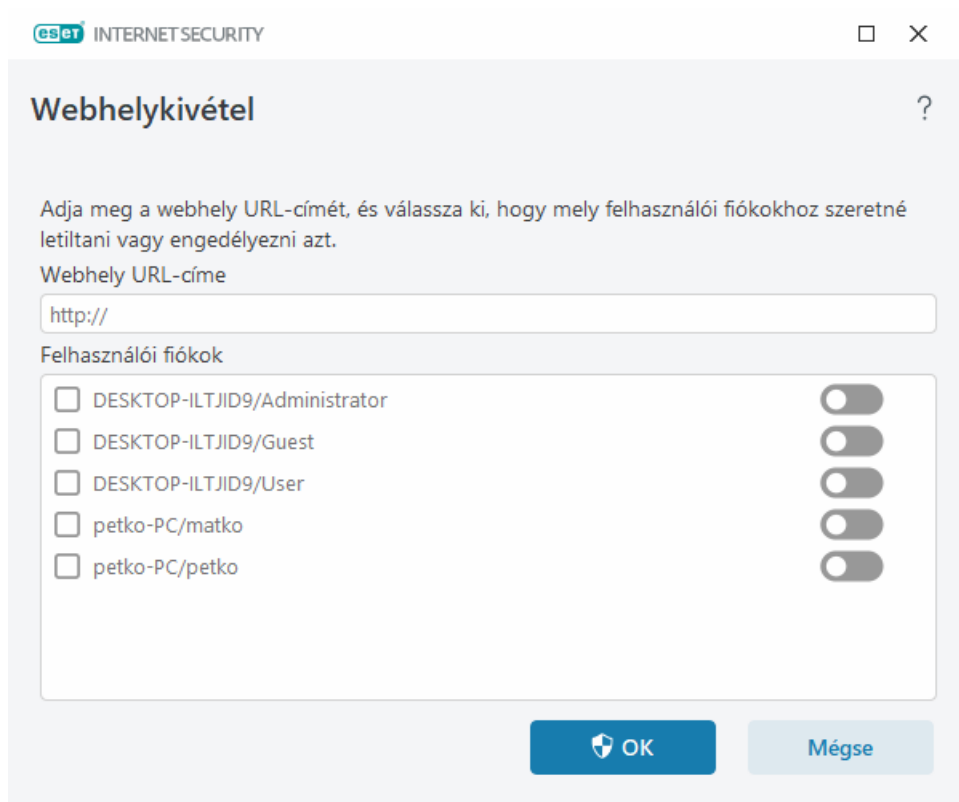 eset INTERNET SECURITY
Webhelykivétel
?
Adja meg a webhely URL-címét, és válassza ki, hogy mely felhasználói fiókokhoz szeretné
letiltani vagy engedélyezni azt.
Webhely URL-címe
http://
Felhasználói fiókok
DESKTOP-ILTJID9/Administrator
DESKTOP-ILTJID9/Guest
DESKTOP-ILTJID9/User
petko-PC/matko
petko-PC/petko
OK
Mégse